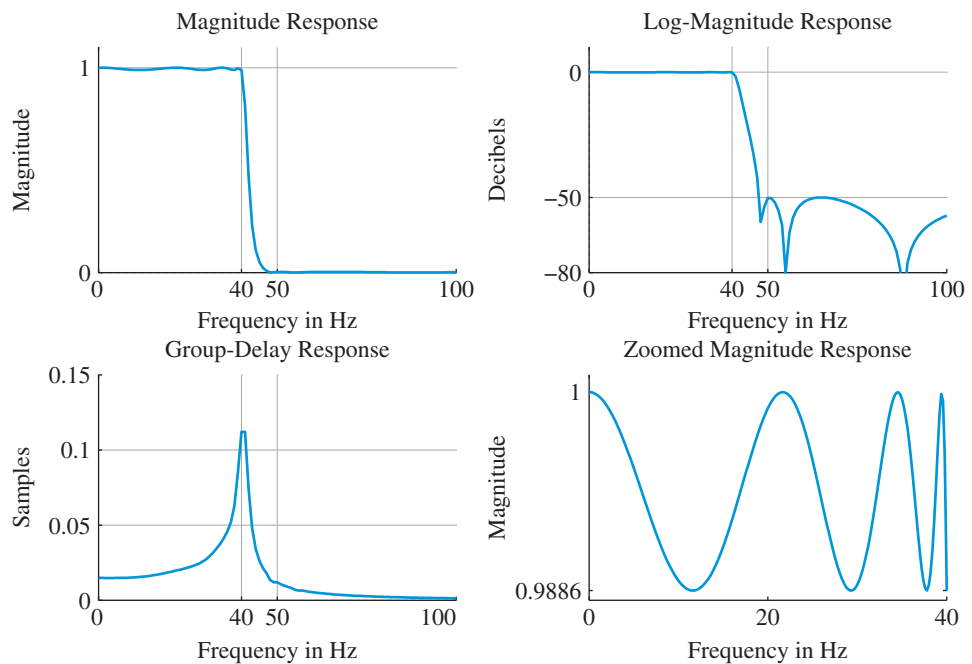 Magnitude Response
Magnitude
1
0
0
40
50
100
Frequency in Hz
Log-Magnitude Response
Decibels
0
−50
−80
0
40
50
100
Frequency in Hz
Group-Delay Response
Samples
0.15
0.1
0.05
0
0
40
50
100
Frequency in Hz
Zoomed Magnitude Response
Magnitude
1
0.9886
0
20
40
Frequency in Hz